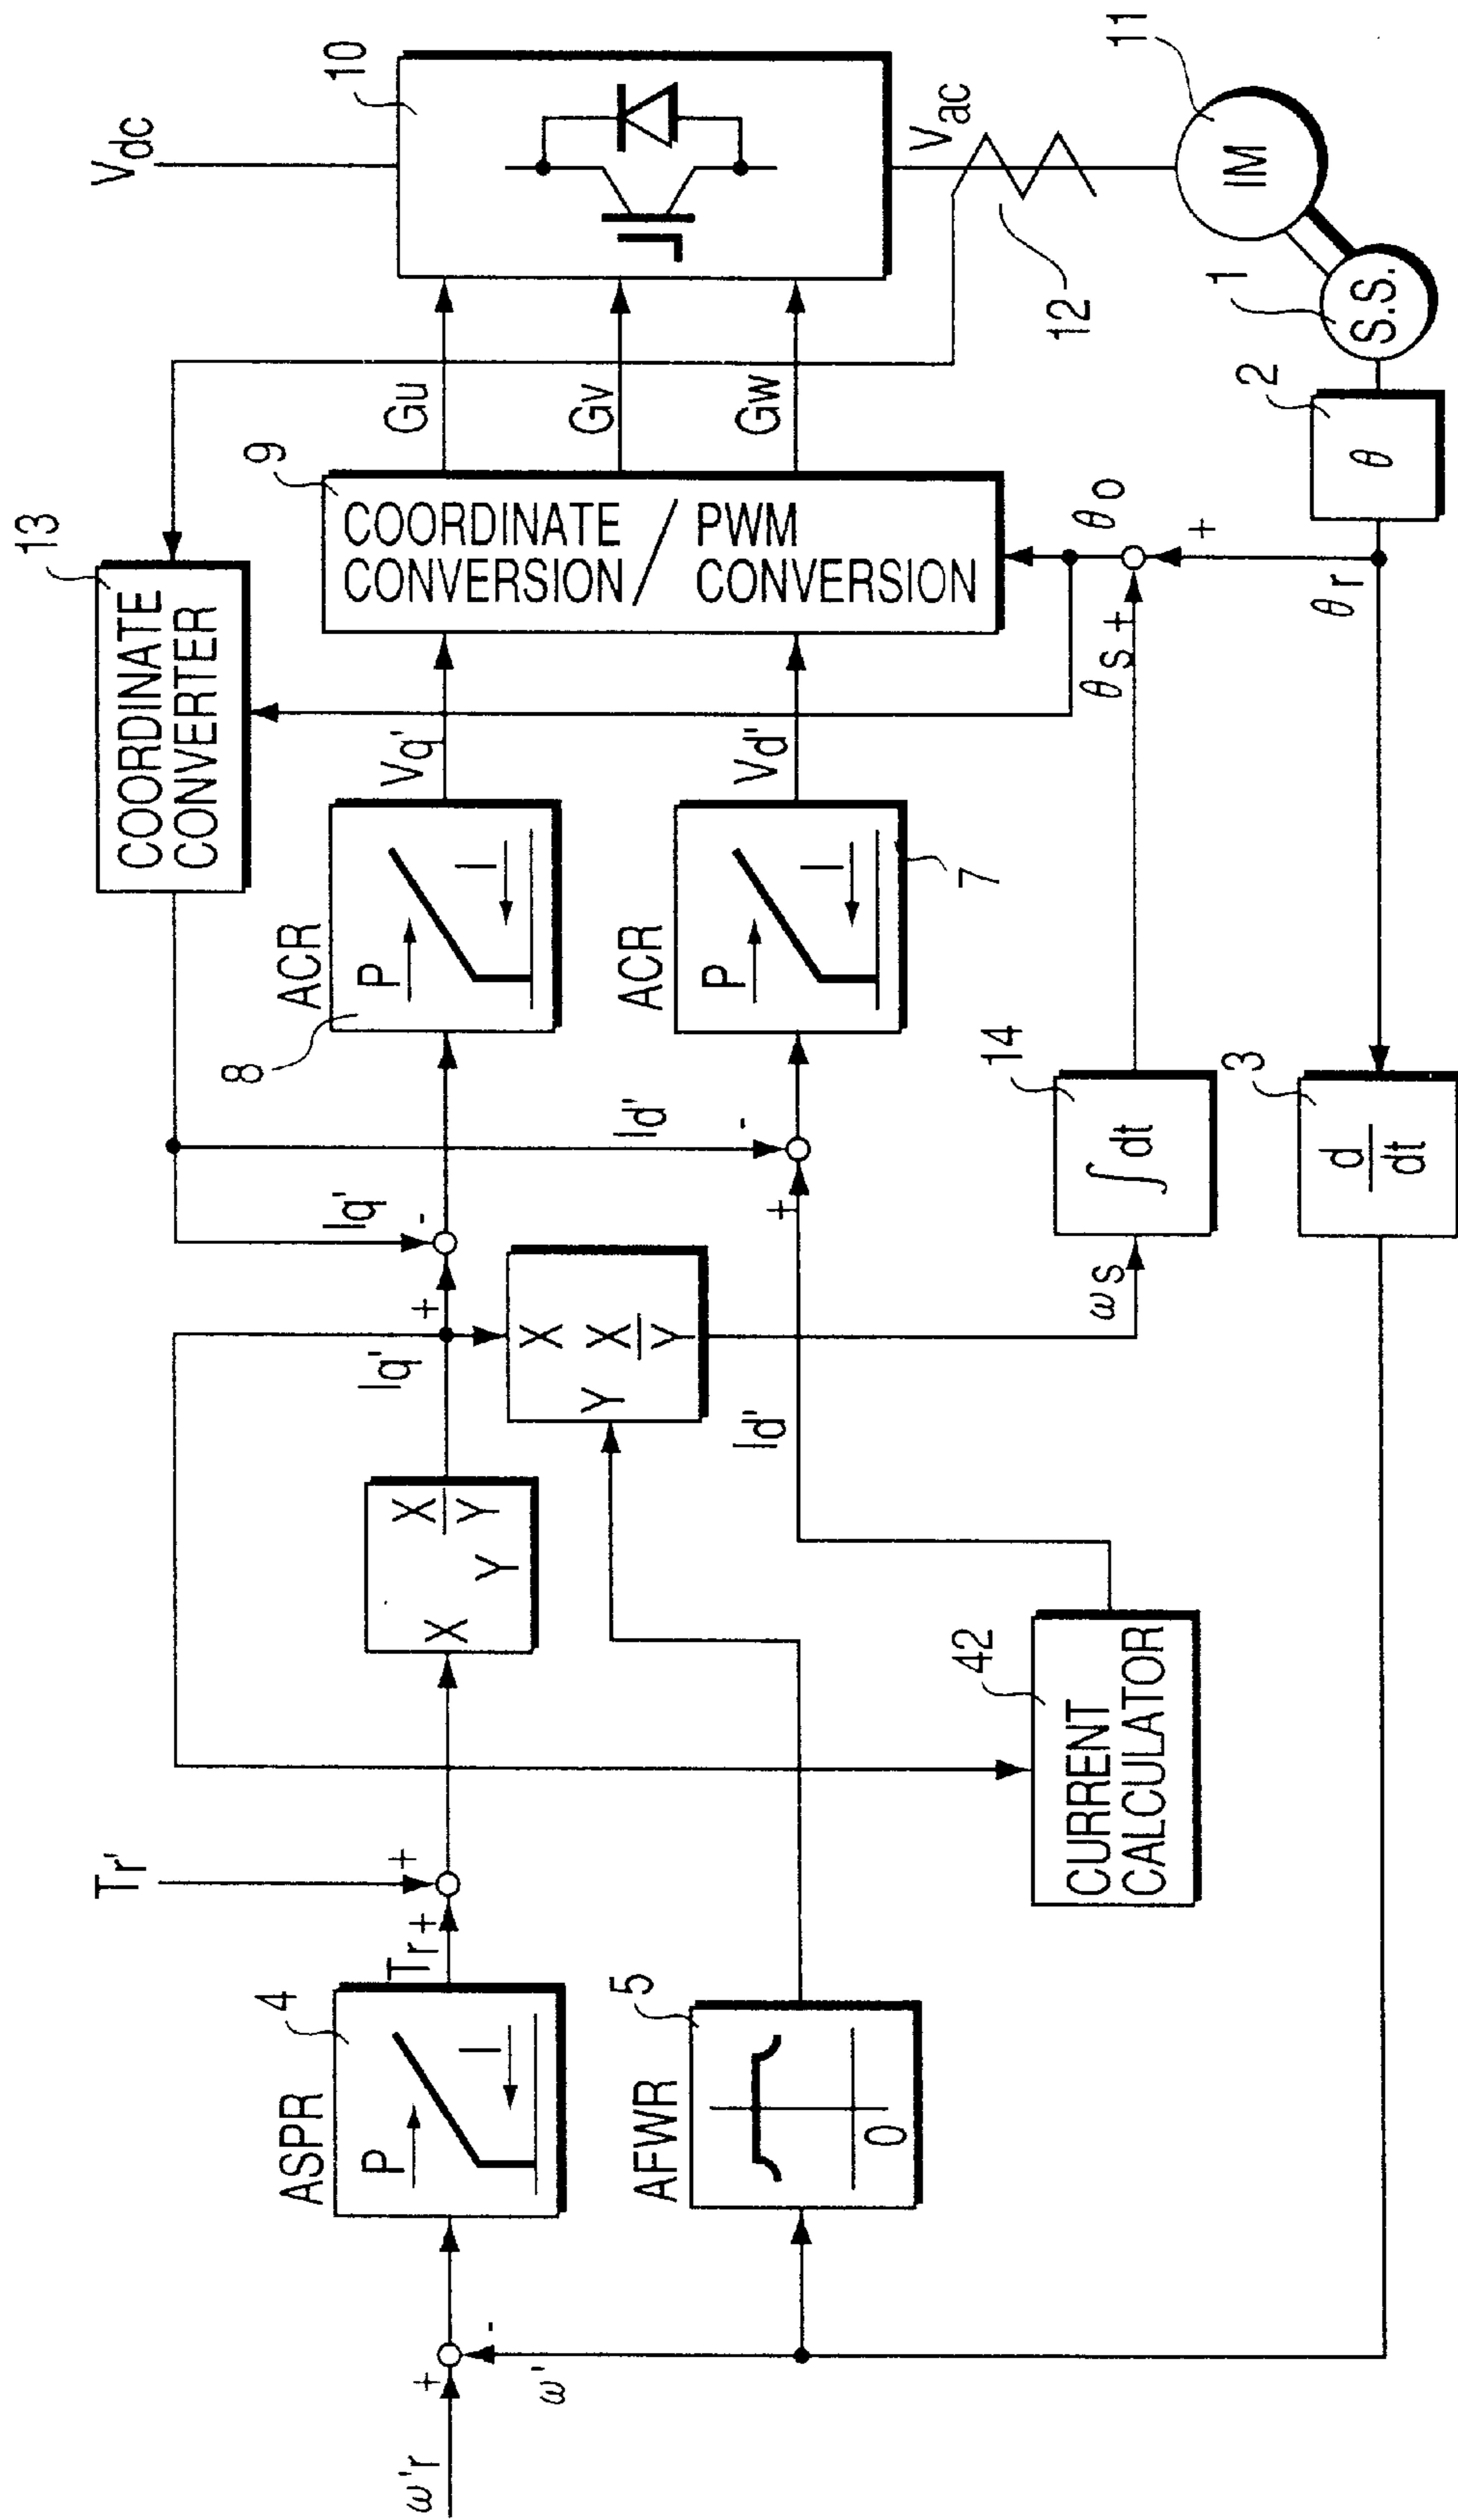 ω'r
+
-
ω'
ASPR
4
P
I
Tr
+
Tr'
+
X
Y
X
Y
Iq'
+
Iq'
-
X
Y
X
Y
AFWR
5
0
42
CURRENT
CALCULATOR
Id'
+
Id'
-
ACR
8
P
I
Vq'
ACR
7
P
I
Vd'
13
COORDINATE
CONVERTER
9
COORDINATE
CONVERSION
/
PWM
CONVERSION
Gu
Gv
Gw
10
Vdc
Vac
12
11
IM
1
S.S.
2
θ
θr
+
θo
θs
+
14
∫dt
ωs
3
d
dt